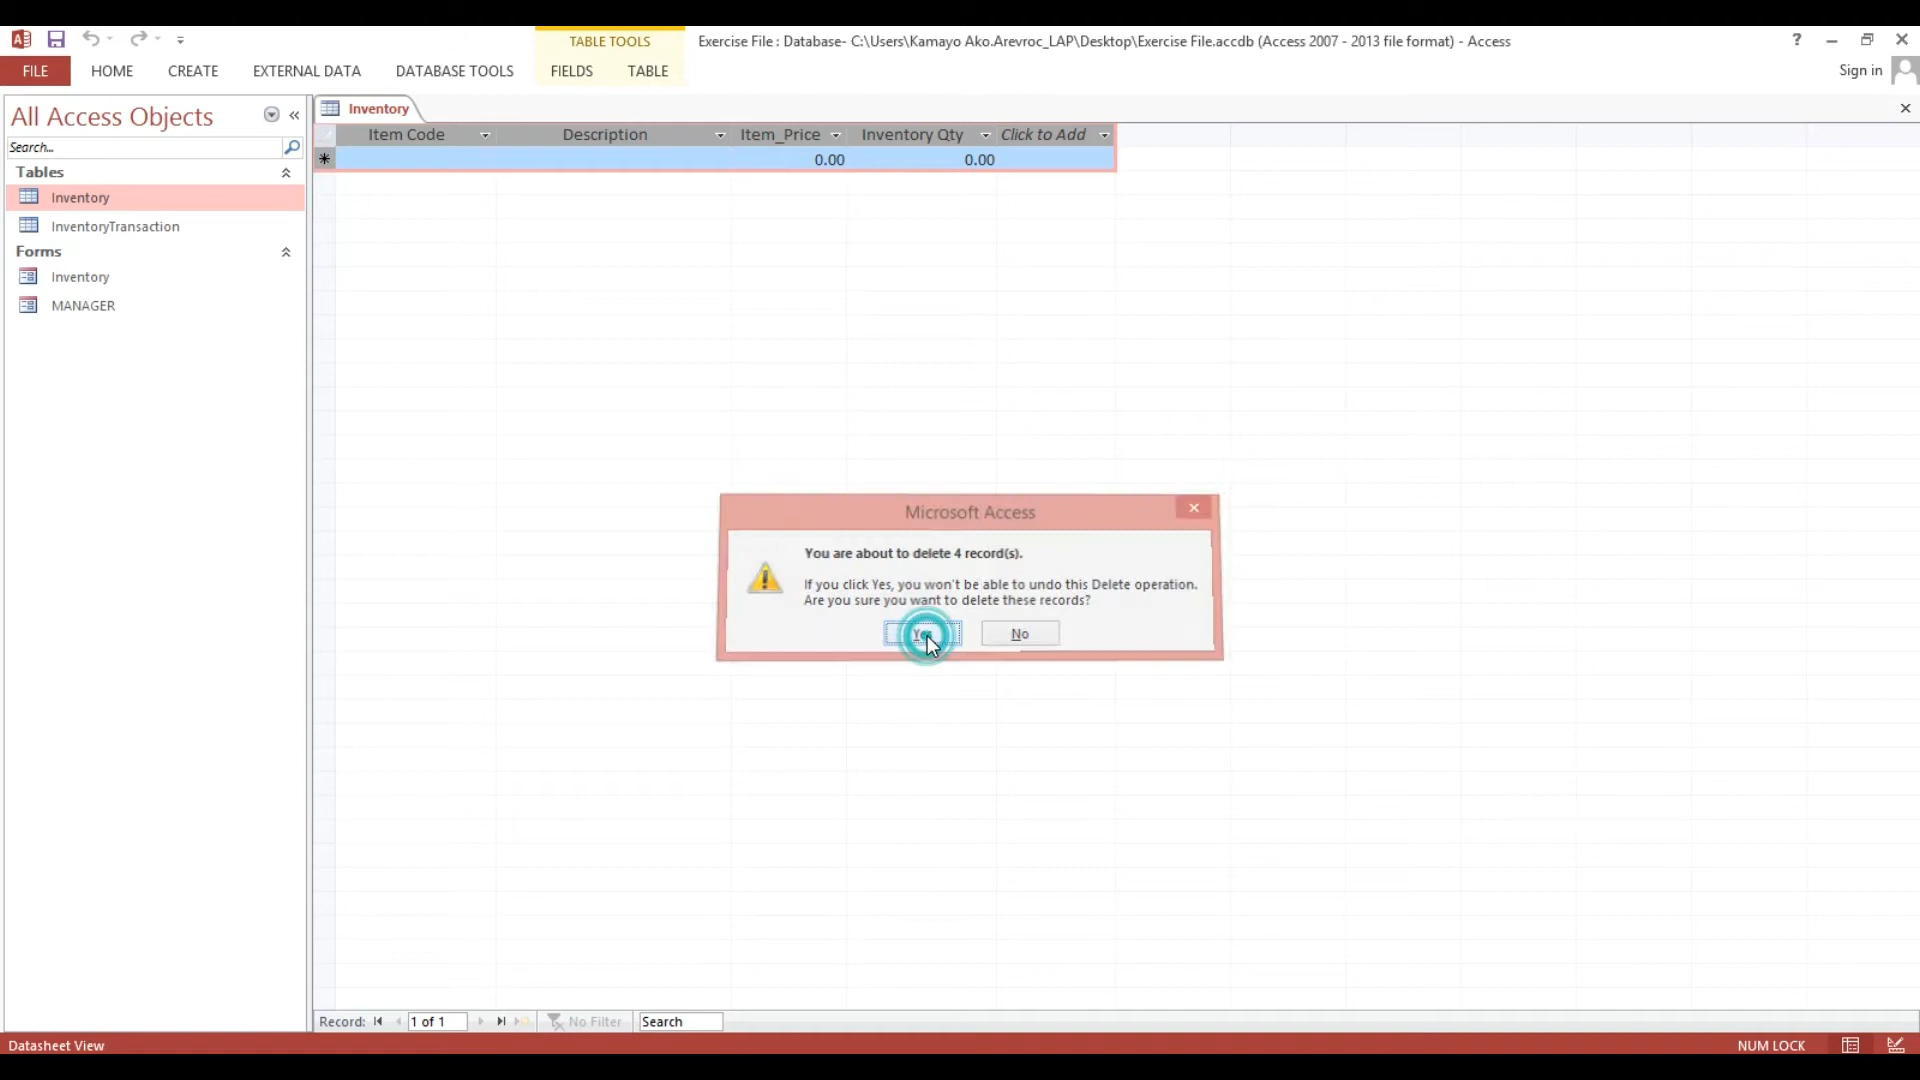 TABLE TOOLS
Exercise File : Database- C:\Users\Kamayo Ako.Arevroc_LAP\Desktop\Exercise File.accdb (Access 2007 - 2013 file format) - Access
?
FILE
HOME
CREATE
EXTERNAL DATA
DATABASE TOOLS
FIELDS
TABLE
Sign in
All Access Objects
Search...
Tables
Inventory
InventoryTransaction
Forms
Inventory
MANAGER
Inventory
Item Code
Description
Item_Price
Inventory Qty
Click to Add
0.00
0.00
Microsoft Access
You are about to delete 4 record(s).
If you click Yes, you won't be able to undo this Delete operation.
Are you sure you want to delete these records?
Yes
No
Record:
1 of 1
No Filter
Search
Datasheet View
NUM LOCK